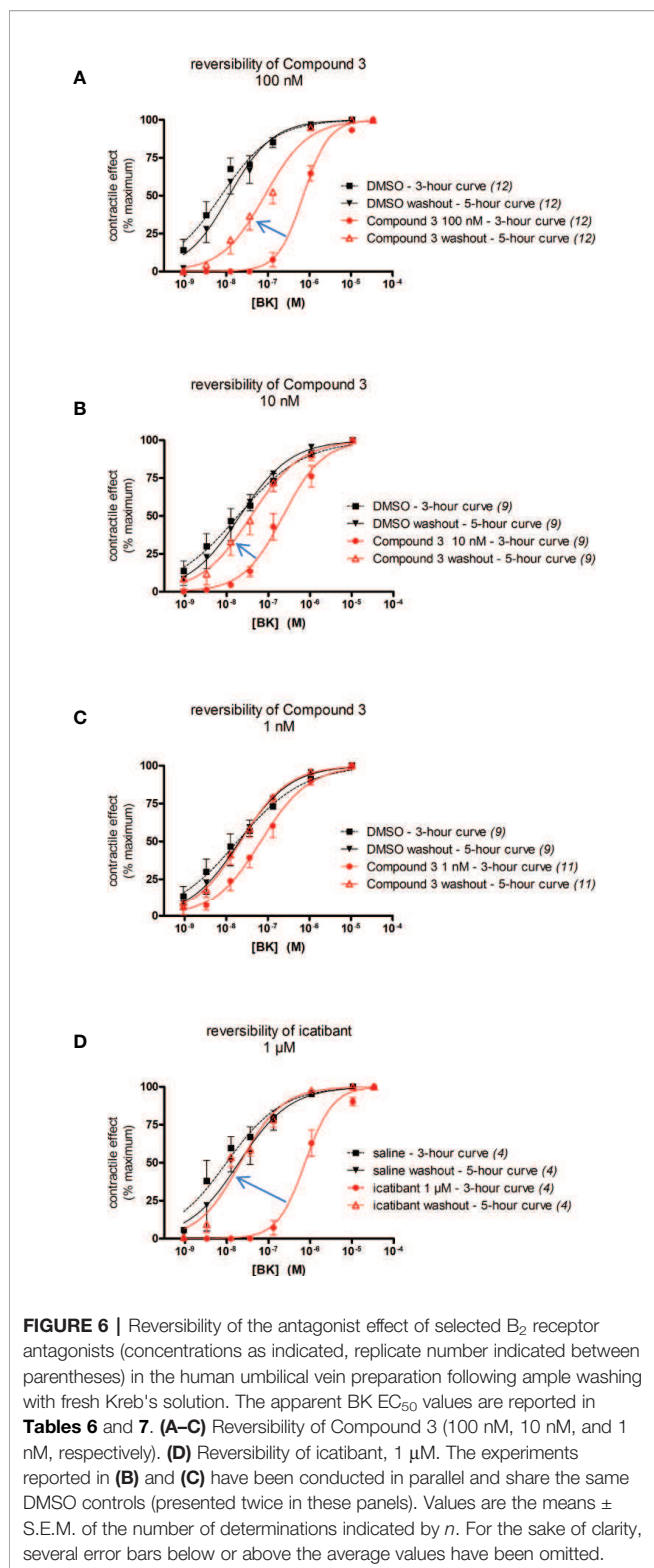 A
reversibility of Compound 3
100 nM
contractile effect
(% maximum)
100
75
50
25
0
10-9
10-8
10-7
10-6
10-5
10-4
[BK] (M)
DMSO - 3-hour curve (12)
DMSO washout - 5-hour curve (12)
Compound 3 100 nM - 3-hour curve (12)
Compound 3 washout - 5-hour curve (12)
B
reversibility of Compound 3
10 nM
contractile effect
(% maximum)
100
75
50
25
0
10-9
10-8
10-7
10-6
10-5
10-4
[BK] (M)
DMSO - 3-hour curve (9)
DMSO washout - 5-hour curve (9)
Compound 3 10 nM - 3-hour curve (9)
Compound 3 washout - 5-hour curve (9)
C
reversibility of Compound 3
1 nM
contractile effect
(% maximum)
100
75
50
25
0
10-9
10-8
10-7
10-6
10-5
10-4
[BK] (M)
DMSO - 3-hour curve (9)
DMSO washout - 5-hour curve (9)
Compound 3 1 nM - 3-hour curve (11)
Compound 3 washout - 5-hour curve (11)
D
reversibility of icatibant
1 µM
contractile effect
(% maximum)
100
75
50
25
0
10-9
10-8
10-7
10-6
10-5
10-4
[BK] (M)
saline - 3-hour curve (4)
saline washout - 5-hour curve (4)
icatibant 1 µM - 3-hour curve (4)
icatibant washout - 5-hour curve (4)
FIGURE 6 | Reversibility of the antagonist effect of selected B2 receptor
antagonists (concentrations as indicated, replicate number indicated between
parentheses) in the human umbilical vein preparation following ample washing
with fresh Kreb's solution. The apparent BK EC50 values are reported in
Tables 6 and 7. (A–C) Reversibility of Compound 3 (100 nM, 10 nM, and 1
nM, respectively). (D) Reversibility of icatibant, 1 µM. The experiments
reported in (B) and (C) have been conducted in parallel and share the same
DMSO controls (presented twice in these panels). Values are the means ±
S.E.M. of the number of determinations indicated by n. For the sake of clarity,
several error bars below or above the average values have been omitted.